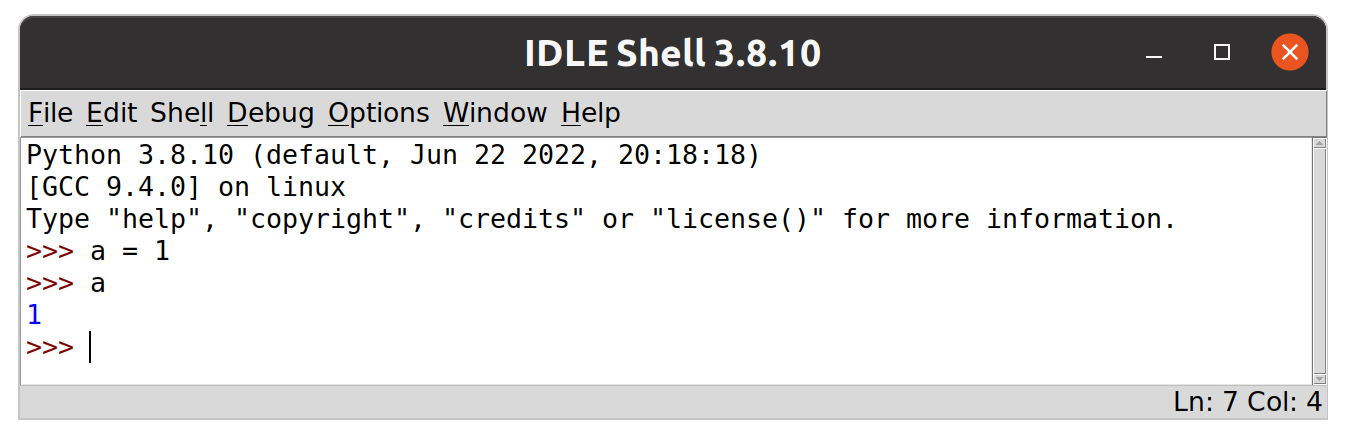 IDLE Shell 3.8.10
File Edit Shell Debug Options Window Help
Python 3.8.10 (default, Jun 22 2022, 20:18:18)
[GCC 9.4.0] on linux
Type "help", "copyright", "credits" or "license()" for more information.
>>> a = 1
>>> a
1
>>>
Ln: 7 Col: 4